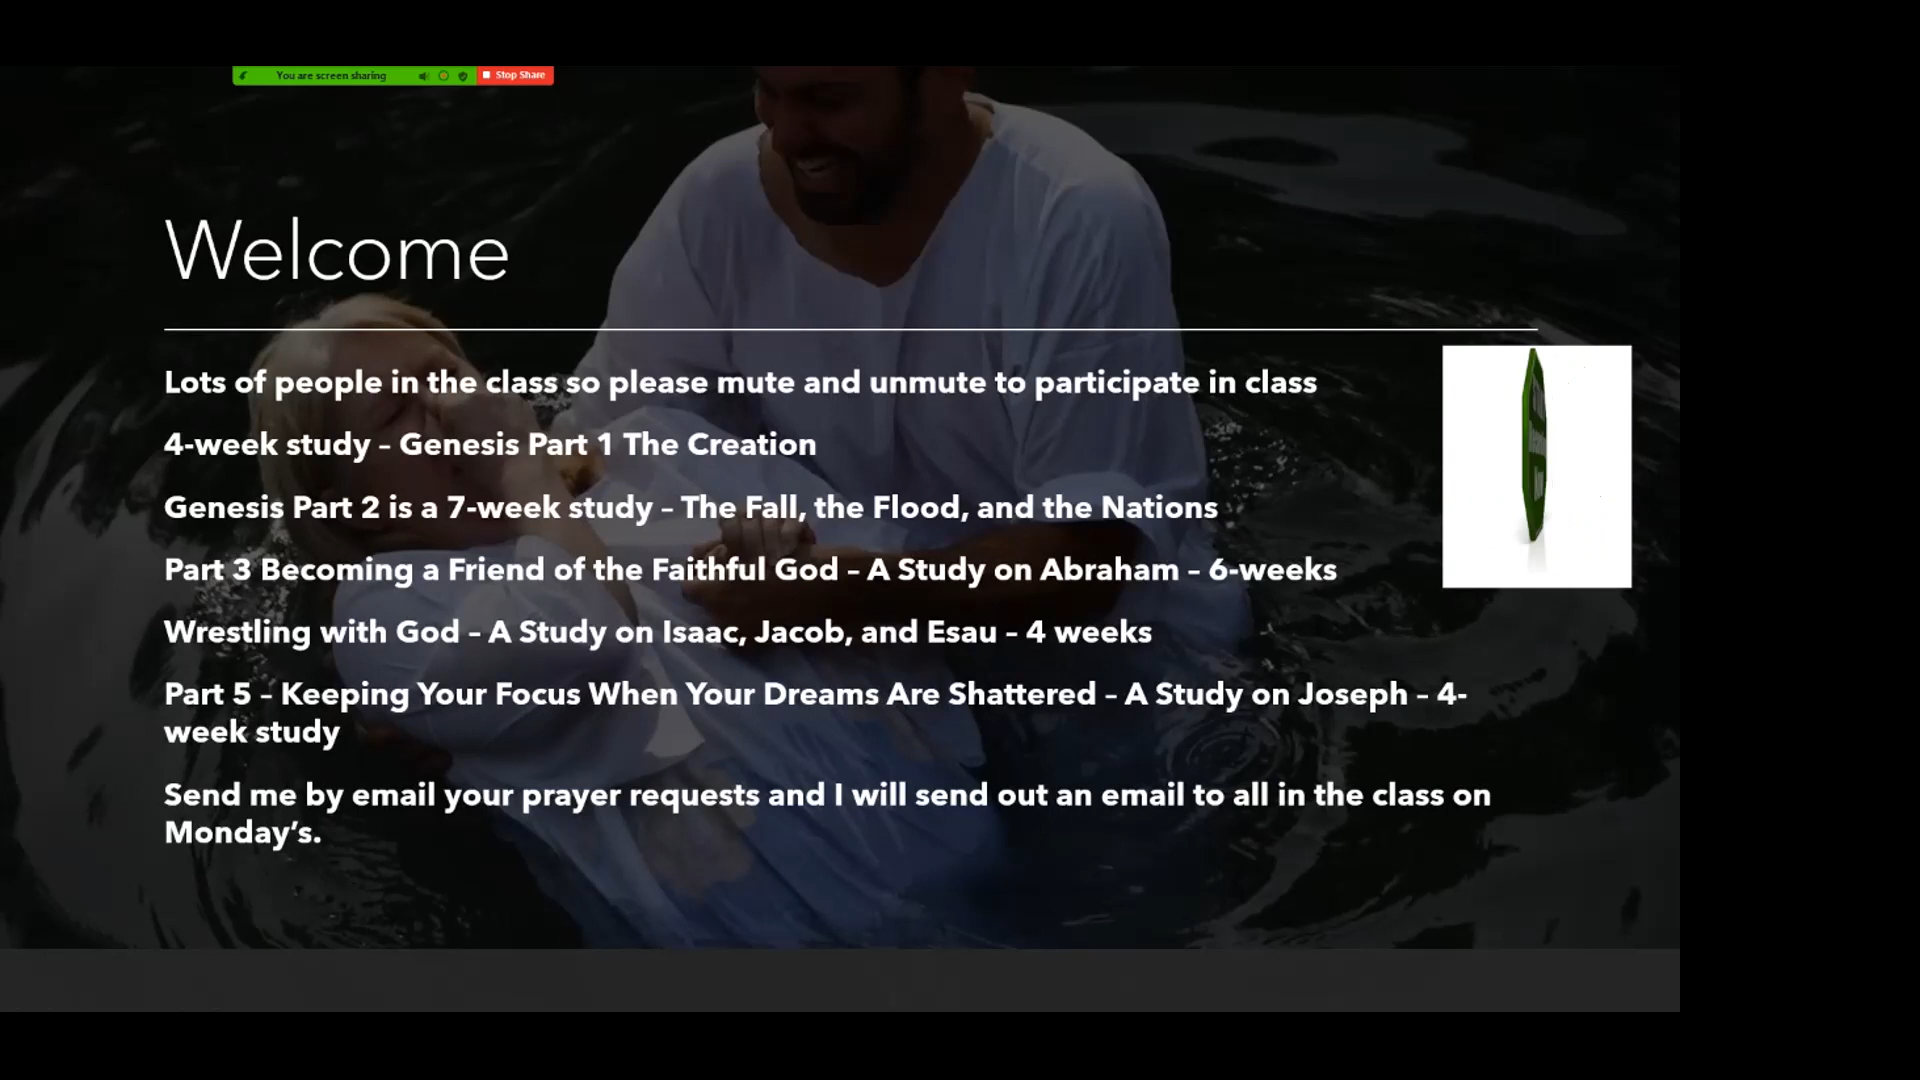 You are screen sharing
Stop Share
Welcome
Lots of people in the class so please mute and unmute to participate in class
4-week study – Genesis Part 1 The Creation
Genesis Part 2 is a 7-week study – The Fall, the Flood, and the Nations
Part 3 Becoming a Friend of the Faithful God – A Study on Abraham – 6-weeks
Wrestling with God – A Study on Isaac, Jacob, and Esau – 4 weeks
Part 5 – Keeping Your Focus When Your Dreams Are Shattered – A Study on Joseph – 4-
week study
Send me by email your prayer requests and I will send out an email to all in the class on
Monday’s.